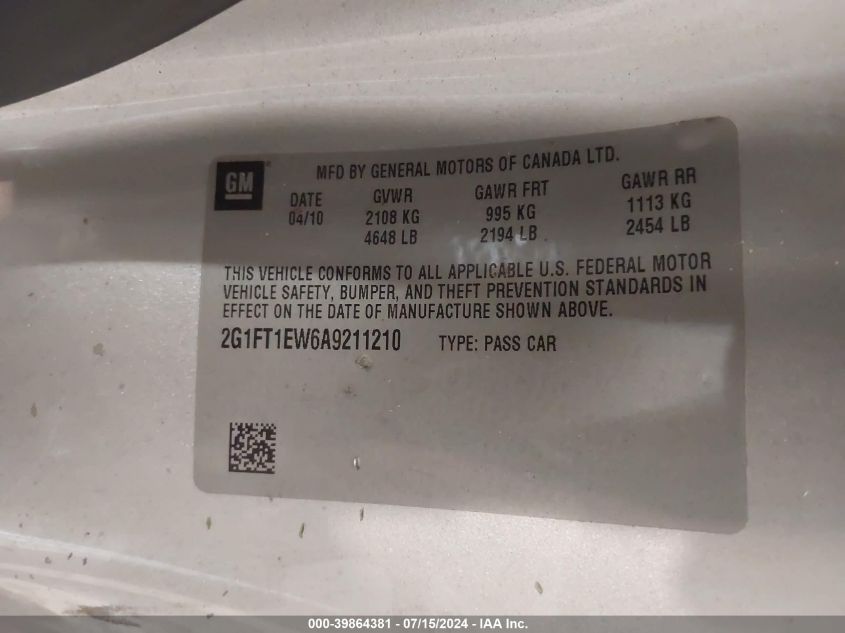 GM
MFD BY GENERAL MOTORS OF CANADA LTD.
DATE GVWR GAWR FRT GAWR RR
04/10 2108 KG 995 KG 1113 KG
4648 LB 2194 LB 2454 LB
THIS VEHICLE CONFORMS TO ALL APPLICABLE U.S. FEDERAL MOTOR
VEHICLE SAFETY, BUMPER, AND THEFT PREVENTION STANDARDS IN
EFFECT ON THE DATE OF MANUFACTURE SHOWN ABOVE.
2G1FT1EW6A9211210 TYPE: PASS CAR
000-39864381 - 07/15/2024 - IAA Inc.